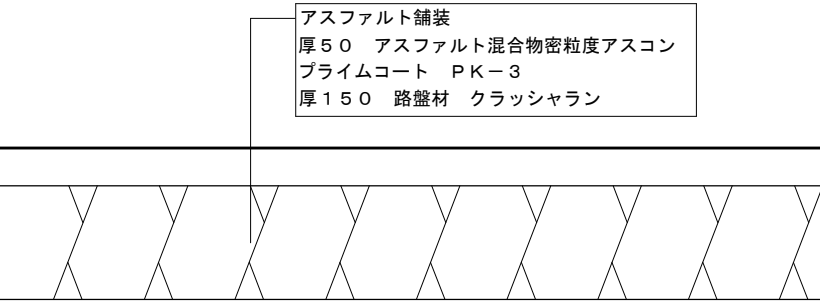 アスファルト舗装
厚５０　アスファルト混合物密粒度アスコン
プライムコート　ＰＫ－３
厚１５０　路盤材　クラッシャラン